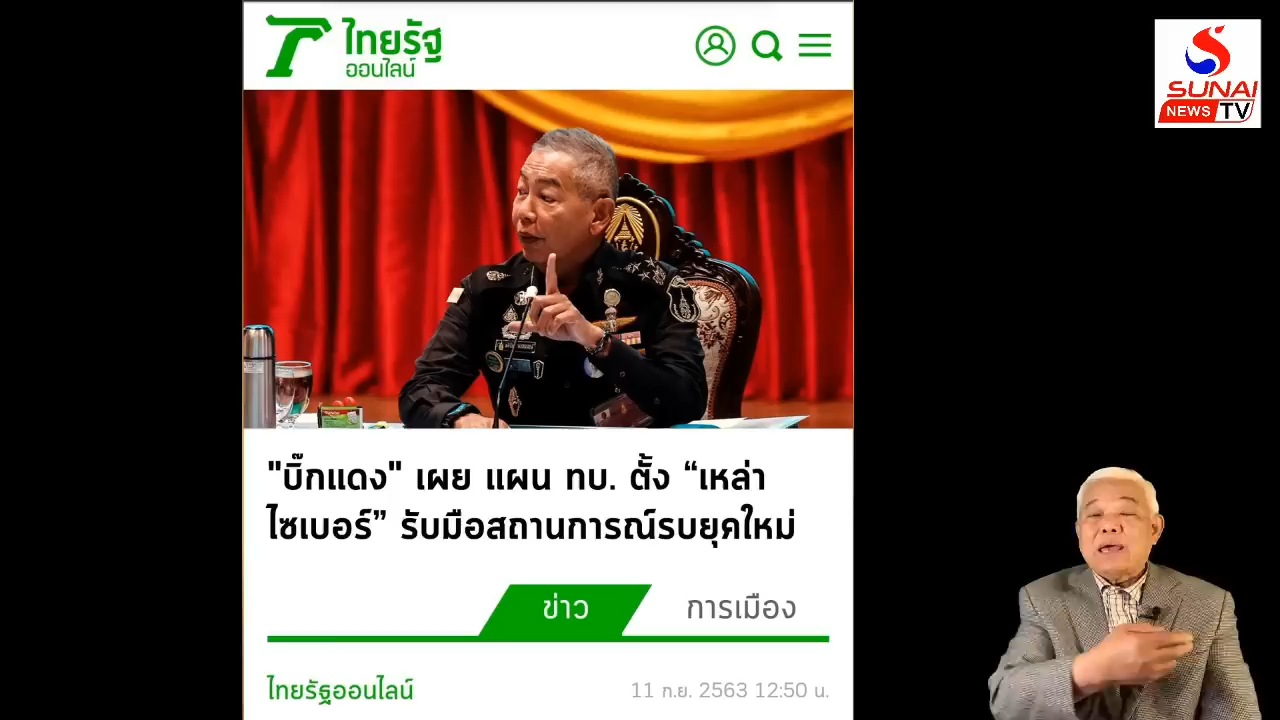 ไทยรัฐ
ออนไลน์
SUNAI
NEWS TV
"บิ๊กแดง" เผย แผน ทบ. ตั้ง “เหล่า
ไซเบอร์” รับมือสถานการณ์รบยุคใหม่
ข่าว
การเมือง
ไทยรัฐออนไลน์
11 ก.ย. 2563 12:50 น.